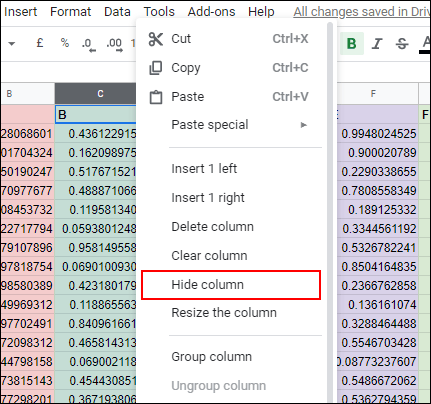 Insert Format Data Tools Add-ons Help All changes saved in Driv
£ % .0 .00 1 B I S A
Cut Ctrl+X
Copy Ctrl+C
Paste Ctrl+V
Paste special
Insert 1 left
Insert 1 right
Delete column
Clear column
Hide column
Resize the column
Group column
Ungroup column
B C F
B E F
28068601 0.436122915 0.9948024525
01704324 0.162098975 0.900020789
50190247 0.517671521 0.2290338655
70977677 0.488871066 0.7808558349
08453732 0.119581340 0.189125332
22717794 0.0593801248 0.3344561192
79107896 0.958149558 0.5326782241
97818754 0.0690100930 0.8504164835
98580389 0.423180179 0.2366762858
49969312 0.118865563 0.136161074
97702491 0.840961661 0.3288464488
72098201 0.465814313 0.5546703428
44798158 0.069002118 0.08773237607
73815143 0.454430851 0.5486672062
80535384 0.367193806 0.5362794359